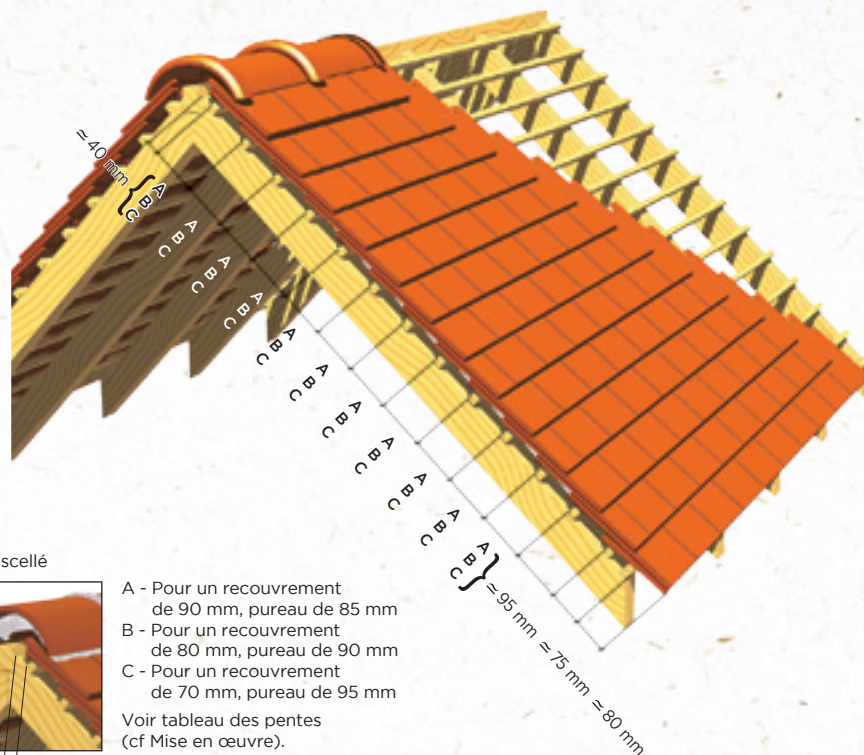 ≃ 40 mm
A
B
C
A
B
C
A
B
C
A
B
C
A
B
C
A
B
C
A
B
C
A
B
C
A
B
C
A
B
C
A
B
C
≃ 95 mm ≃ 75 mm ≃ 80 mm
scellé
A - Pour un recouvrement
de 90 mm, pureau de 85 mm
B - Pour un recouvrement
de 80 mm, pureau de 90 mm
C - Pour un recouvrement
de 70 mm, pureau de 95 mm
Voir tableau des pentes
(cf Mise en œuvre).